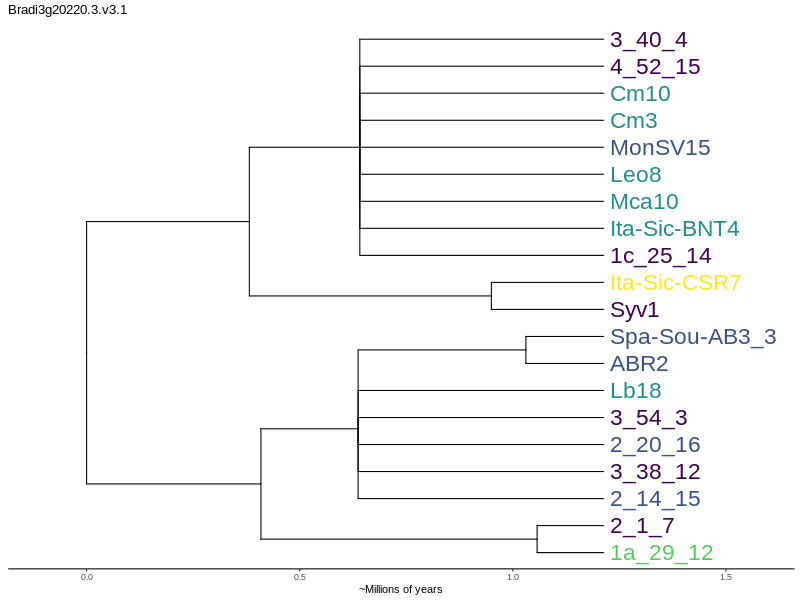 Bradi3g20220.3.v3.1
3_40_4
4_52_15
Cm10
Cm3
MonSV15
Leo8
Mca10
Ita-Sic-BNT4
1c_25_14
Ita-Sic-CSR7
Syv1
Spa-Sou-AB3_3
ABR2
Lb18
3_54_3
2_20_16
3_38_12
2_14_15
2_1_7
1a_29_12
0.0 0.5 1.0 1.5
~Millions of years